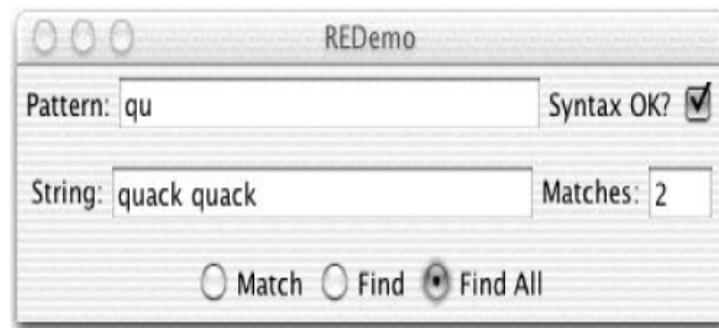 REDemo
Pattern: qu Syntax OK?
String: quack quack Matches: 2
Match Find Find All